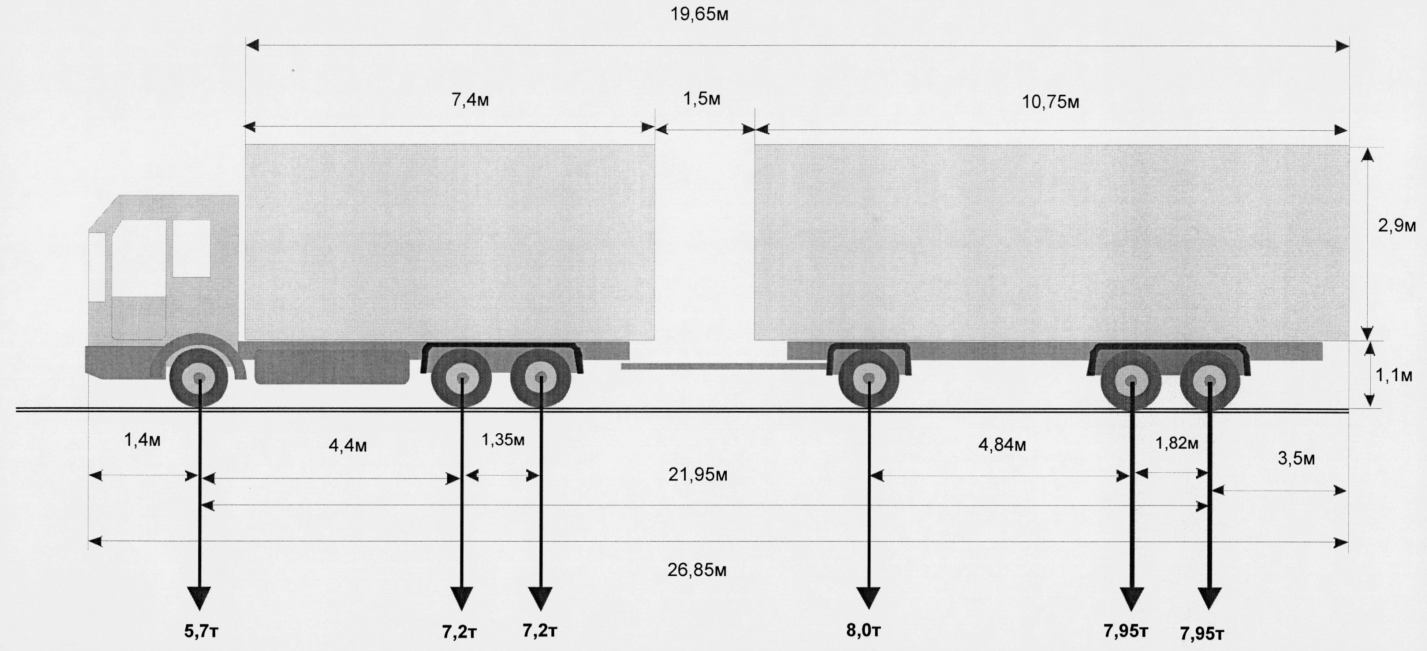 19,65м
7,4м
1,5м
10,75м
2,9м
1,1м
1,4м
4,4м
1,35м
21,95м
4,84м
1,82м
3,5м
26,85м
5,7т
7,2т
7,2т
8,0т
7,95т
7,95т